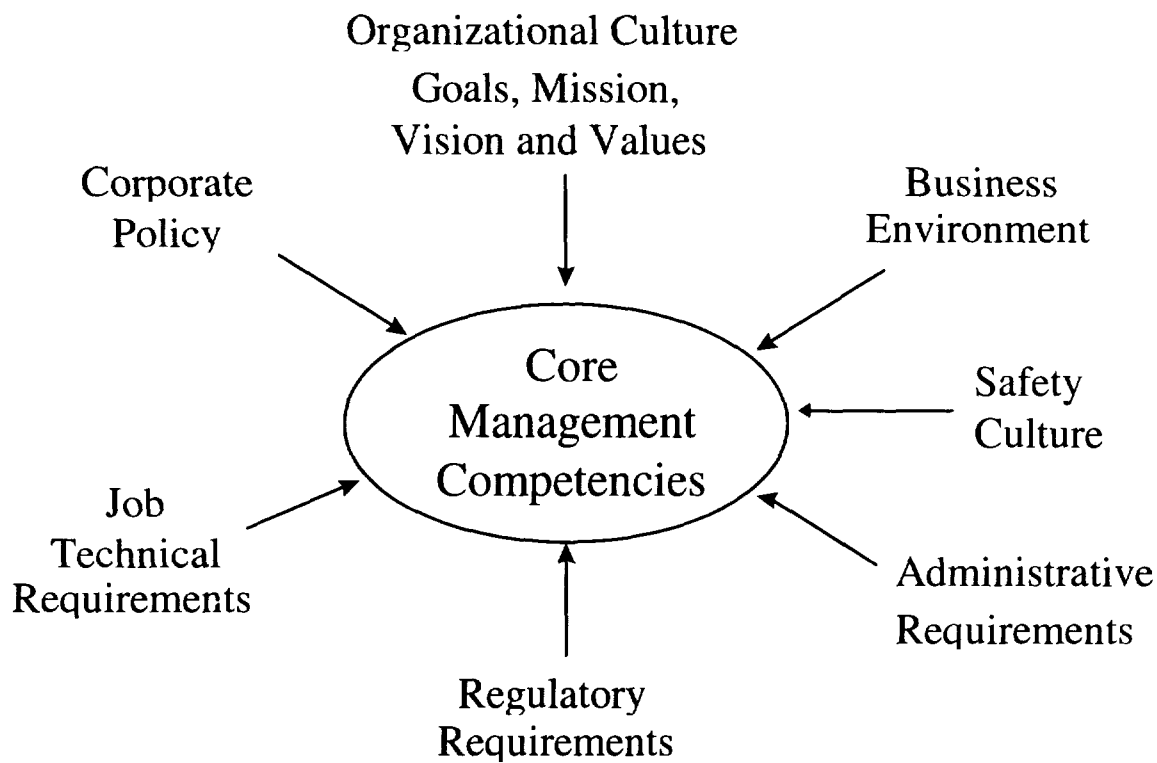 Organizational Culture
Goals, Mission,
Vision and Values
Corporate
Policy
Business
Environment
Core
Management
Competencies
Safety
Culture
Job
Technical
Requirements
Administrative
Requirements
Regulatory
Requirements